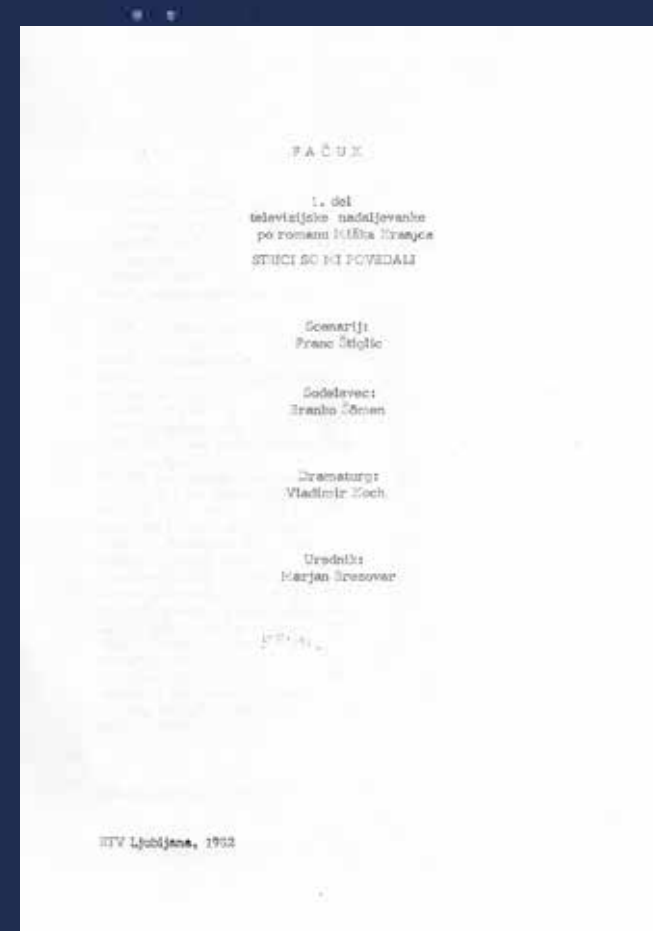 1. del
televizijske nadaljevanke
po romanu Miška Kranjca
STRICI SO MI POVEDALI
Scenarij:
Franc Štiglic
Sodelavec:
Branko Šömen
Dramaturg:
Vladimir Koch
Urednik:
Marjan Brezovar
RTV Ljubljana, 1982